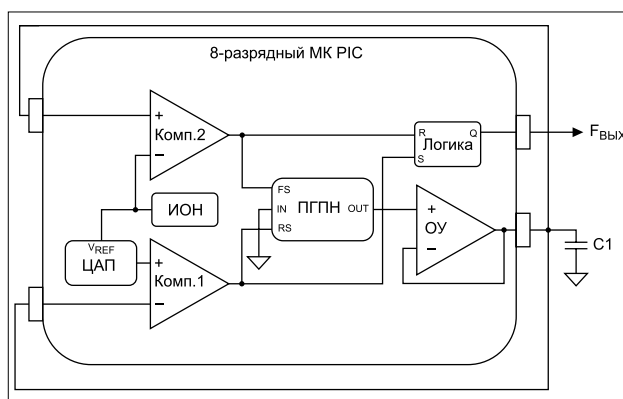 8-разрядный МК PIC
+
Комп.2
–
R Q
Логика
S
FВЫХ
FS
IN ПГПН OUT
RS
ИОН
+
ОУ
–
C1
VREF
ЦАП
+
Комп.1
–